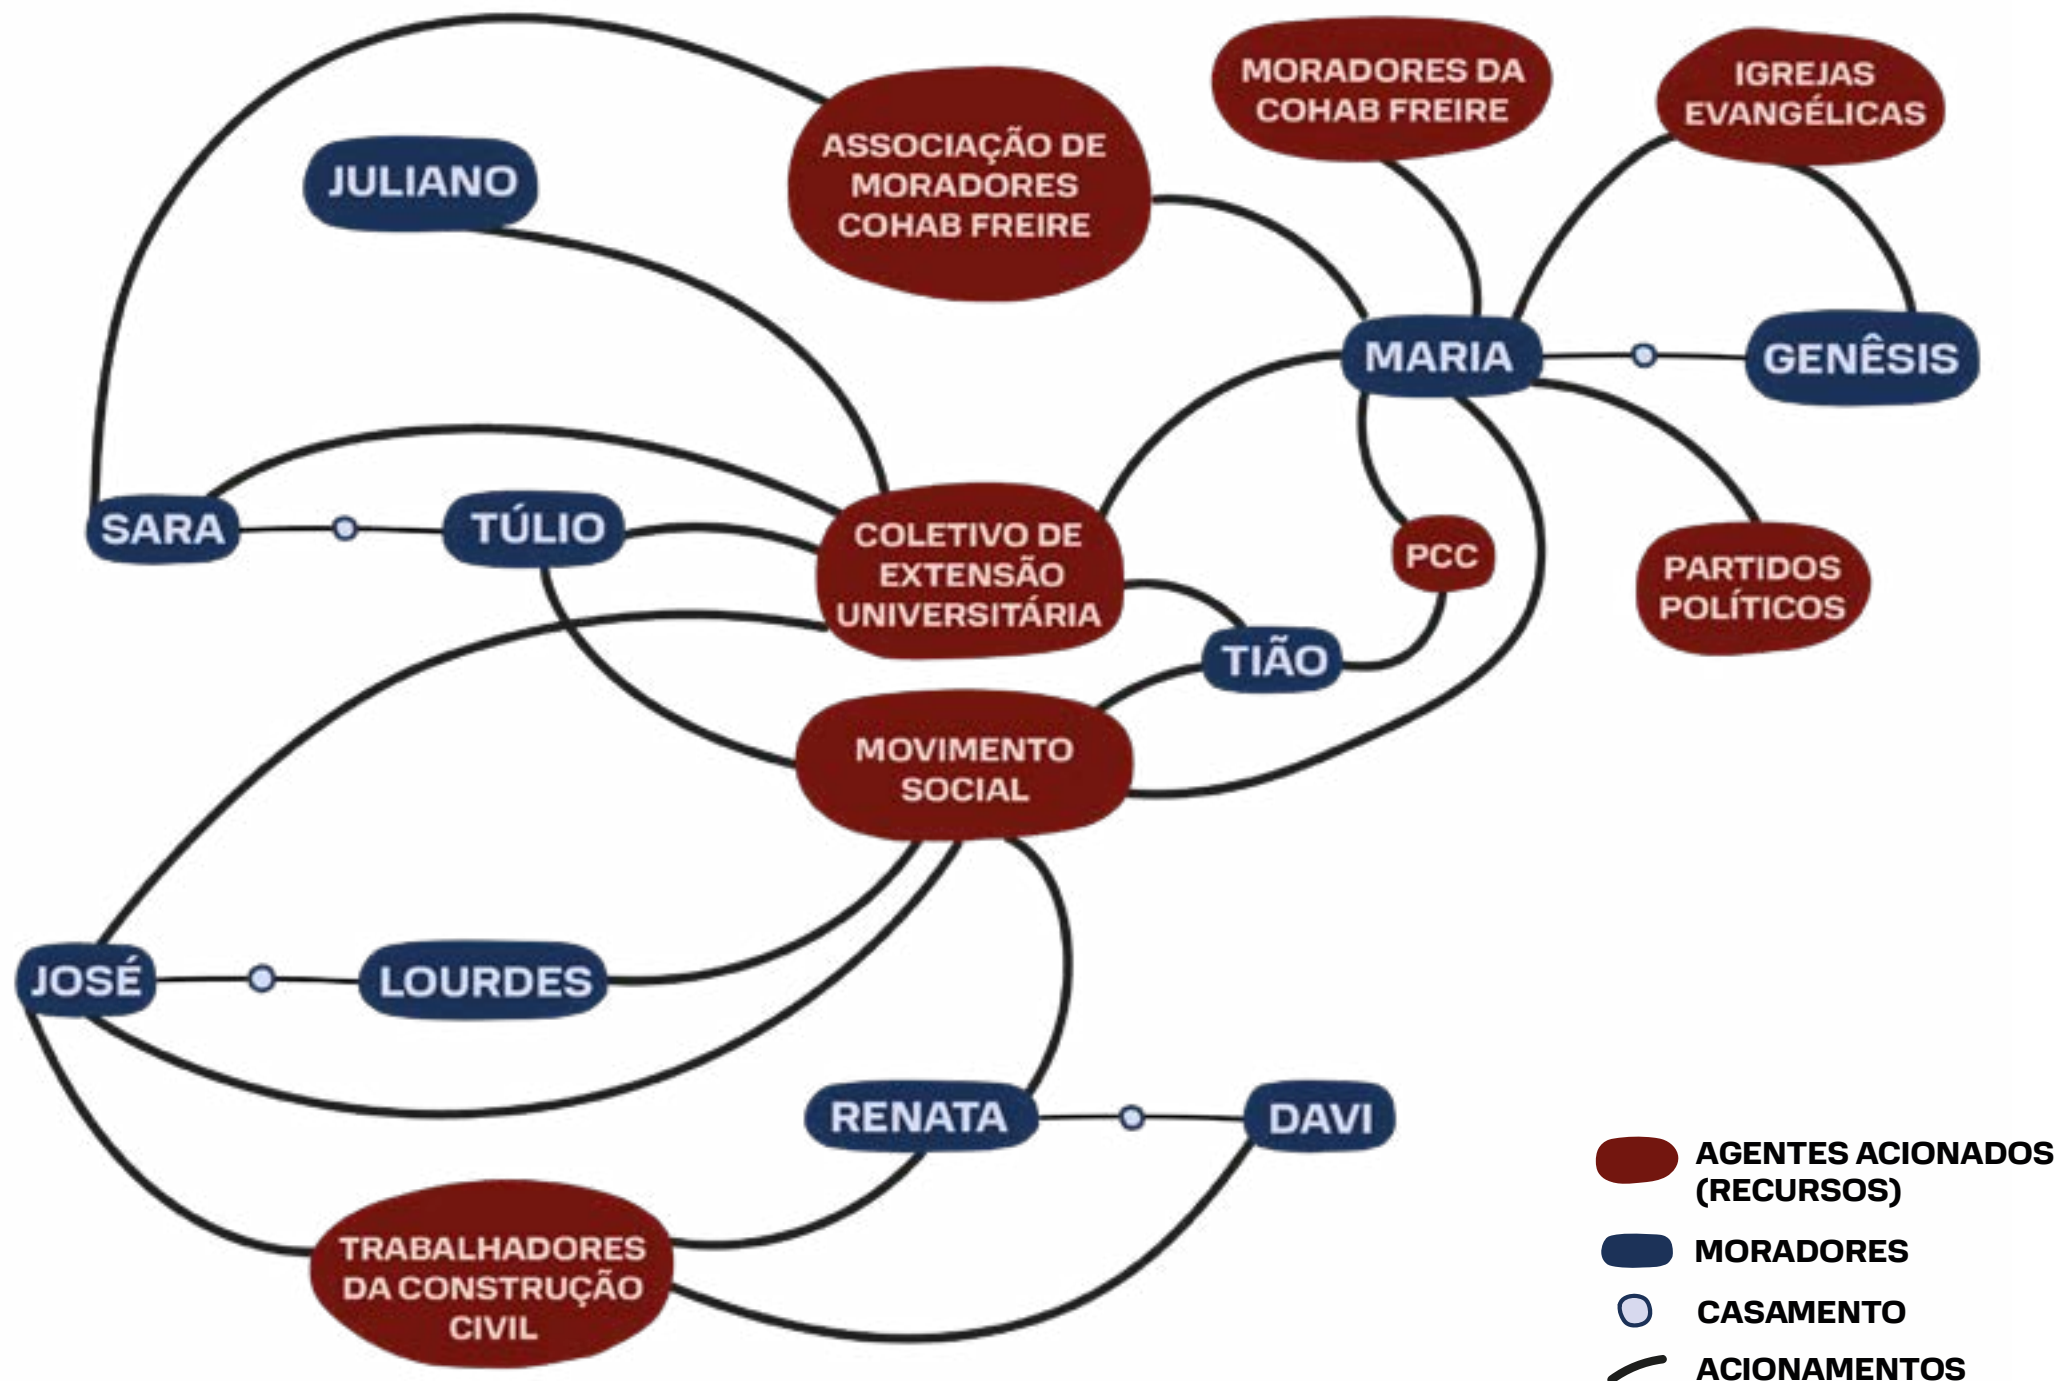 MORADORES DA
COHAB FREIRE
IGREJAS
EVANGÉLICAS
ASSOCIAÇÃO DE
MORADORES
COHAB FREIRE
JULIANO
MARIA
GENÊSIS
SARA
TÚLIO
COLETIVO DE
EXTENSÃO
UNIVERSITÁRIA
PCC
PARTIDOS
POLÍTICOS
TIÃO
MOVIMENTO
SOCIAL
JOSÉ
LOURDES
RENATA
DAVI
TRABALHADORES
DA CONSTRUÇÃO
CIVIL
AGENTES ACIONADOS
(RECURSOS)
MORADORES
CASAMENTO
ACIONAMENTOS